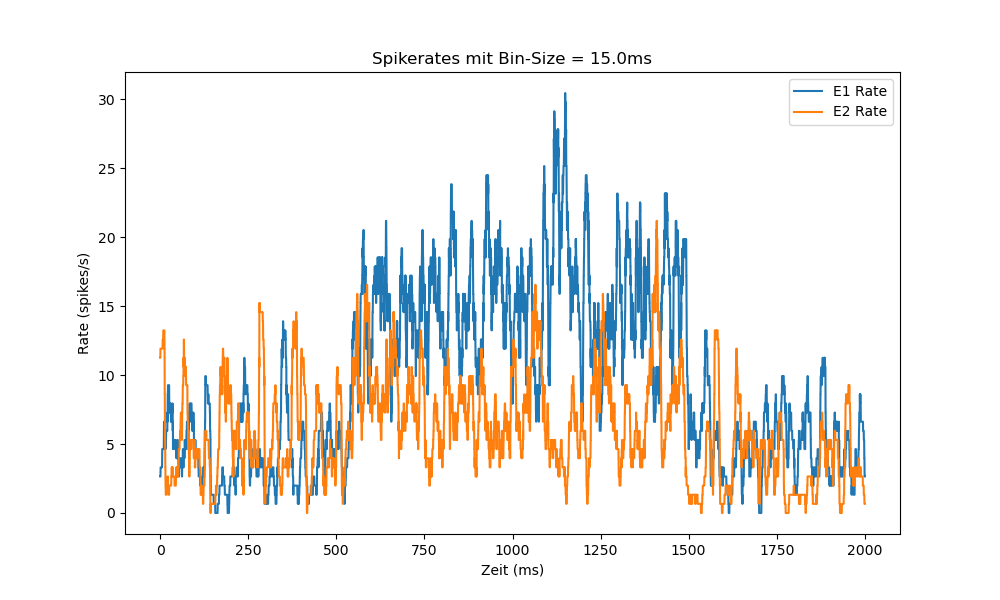 Spikerates mit Bin-Size = 15.0ms
E1 Rate
E2 Rate
30
25
20
15
10
5
0
Rate (spikes/s)
0 250 500 750 1000 1250 1500 1750 2000
Zeit (ms)